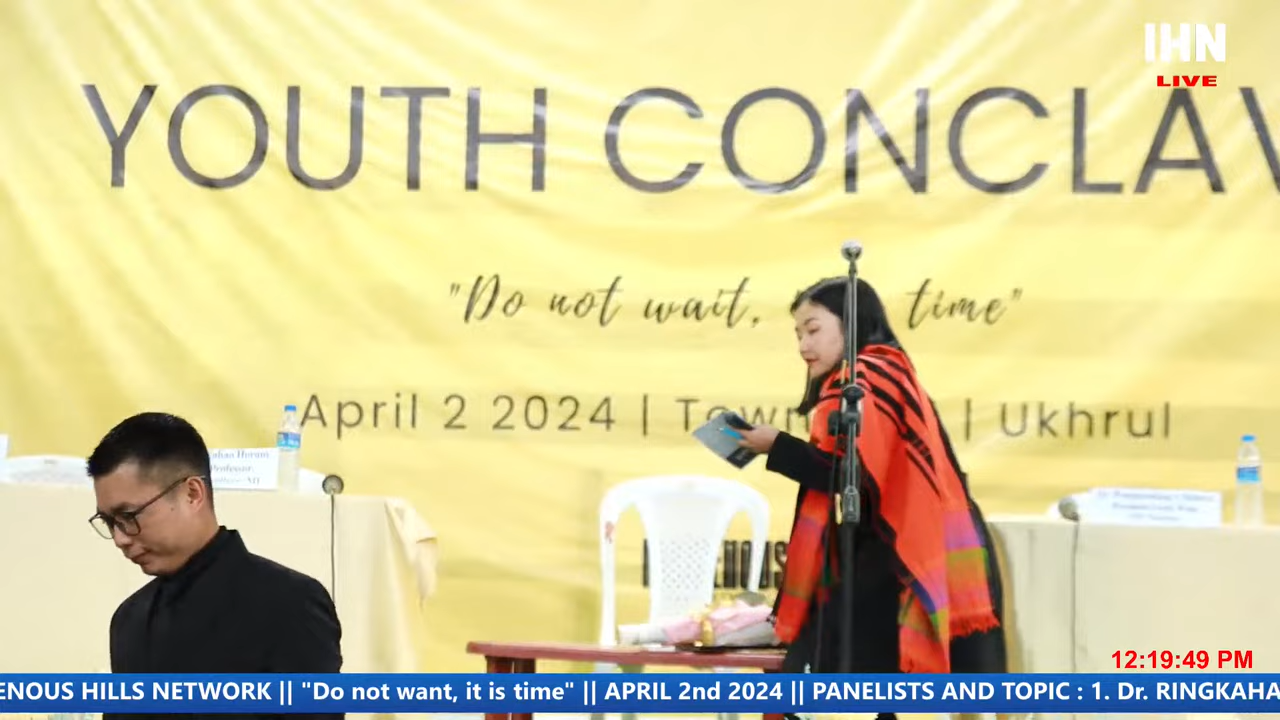 IHN
LIVE
YOUTH CONCLAV
"Do not wait, time"
April 2 2024 | Town | Ukhrul
Professor,
12:19:49 PM
ENOUS HILLS NETWORK || "Do not want, it is time" || APRIL 2nd 2024 || PANELISTS AND TOPIC : 1. Dr. RINGKAHA